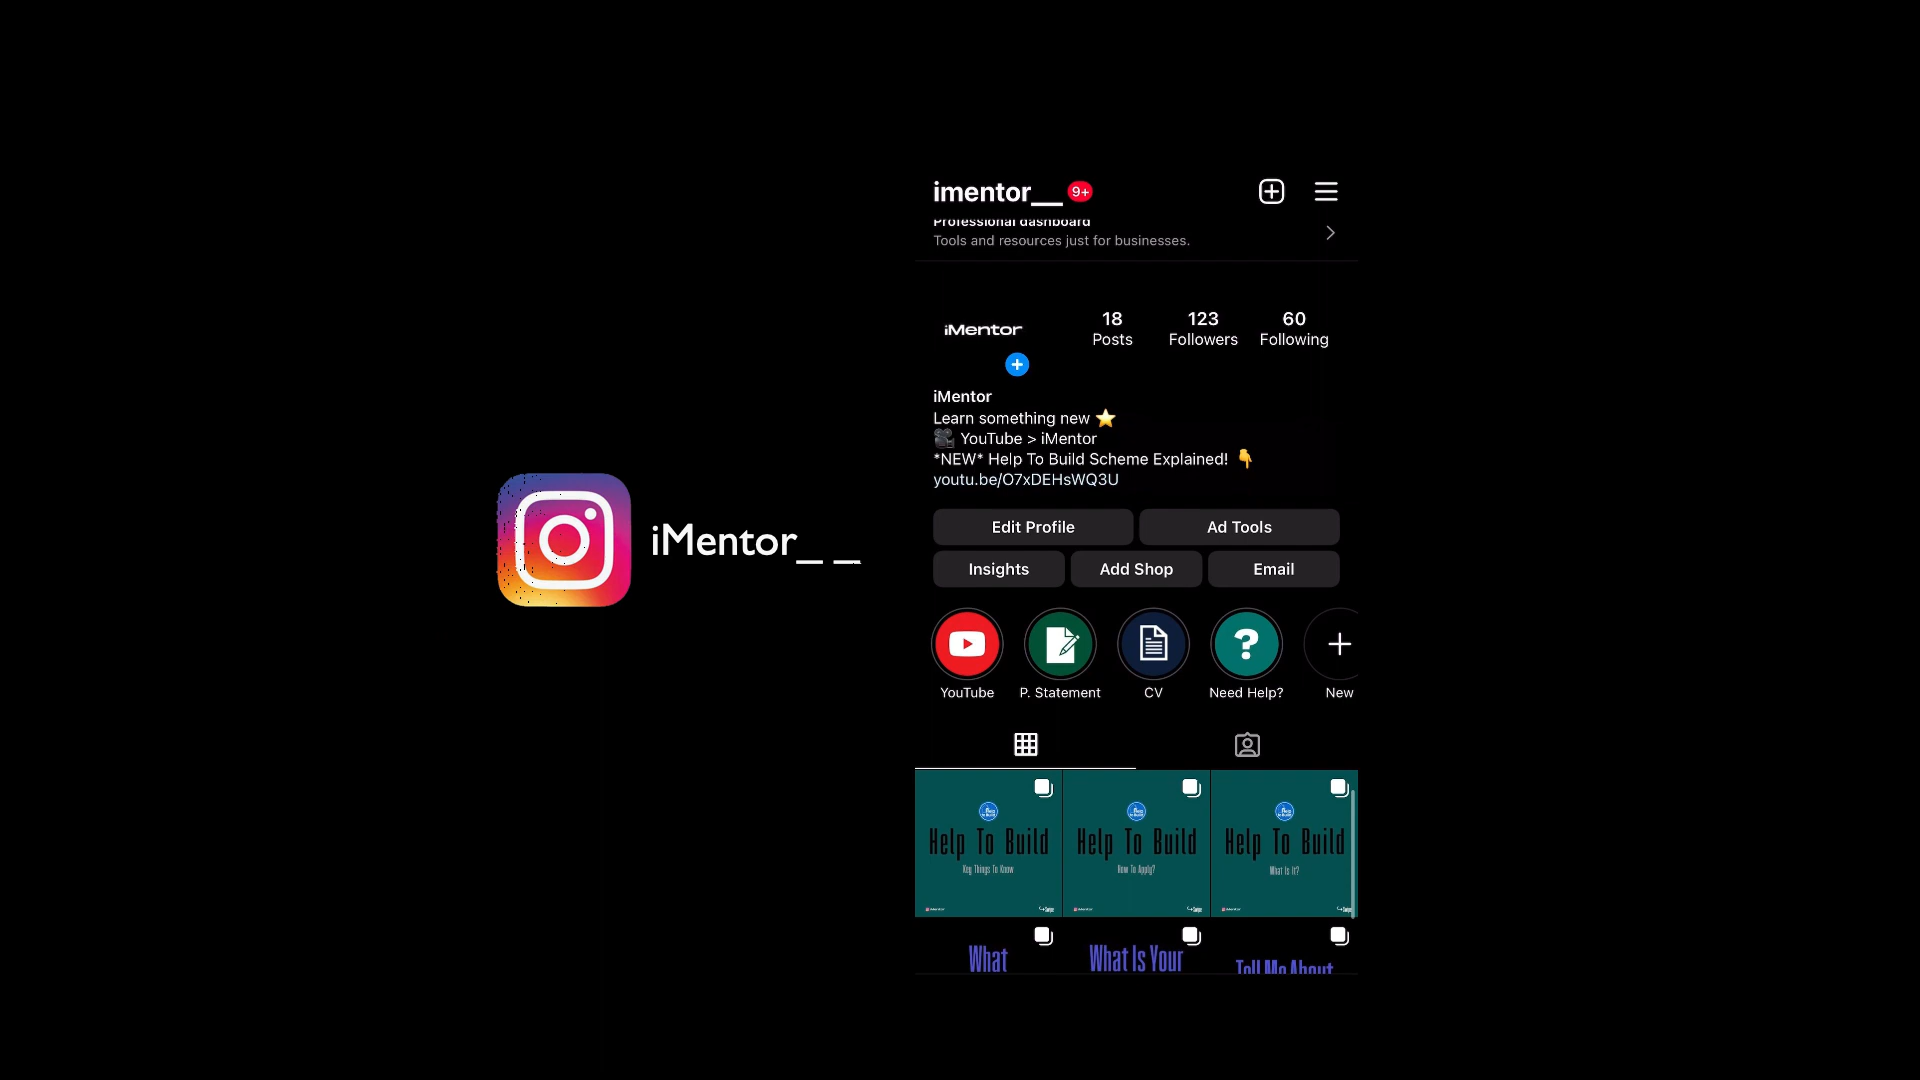 iMentor_ _
imentor__ 9+
Professional dashboard
Tools and resources just for businesses.
iMentor
18 123 60
Posts Followers Following
iMentor
Learn something new ⭐
🎥 YouTube > iMentor
*NEW* Help To Build Scheme Explained! 👇
youtu.be/O7xDEHsWQ3U
Edit Profile Ad Tools
Insights Add Shop Email
YouTube P. Statement CV Need Help? New
Help To Build
Key Things To Know
Help To Build
How To Apply?
Help To Build
What Is It?
What
What Is Your
Tell Me About